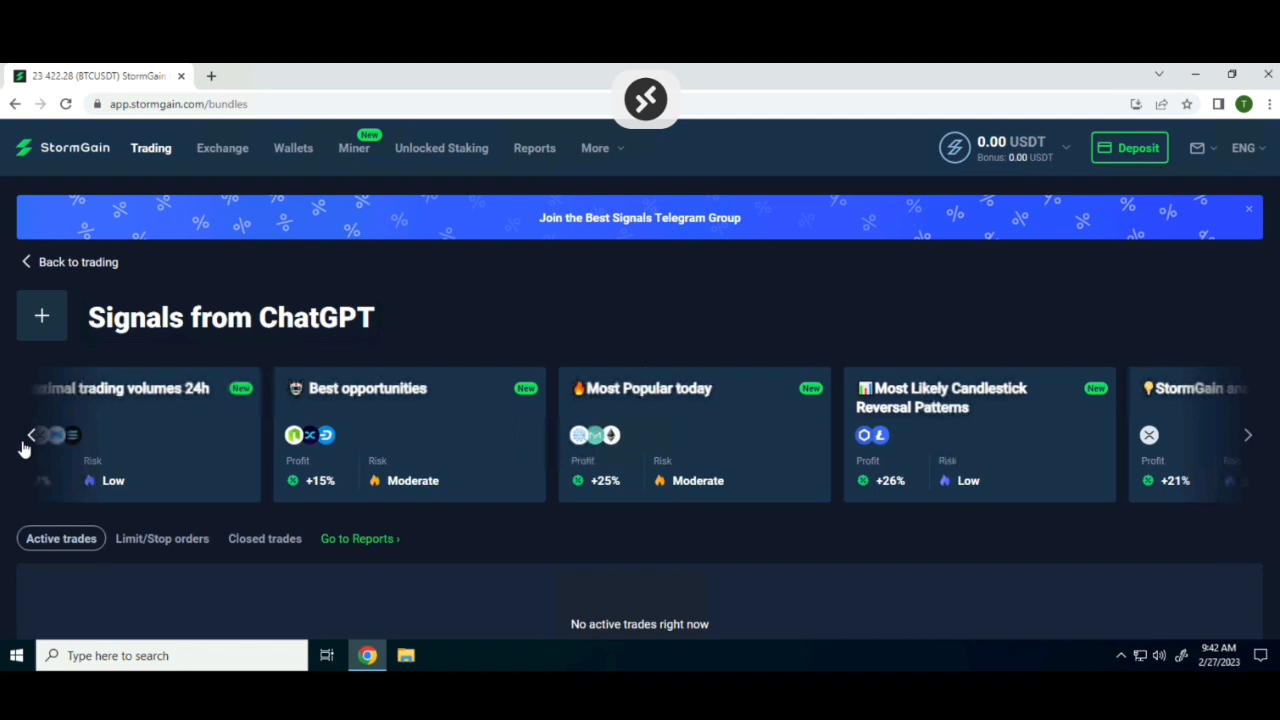 23 422.28 (BTCUSDT) StormGain
app.stormgain.com/bundles
T
StormGain Trading Exchange Wallets Miner New Unlocked Staking Reports More
0.00 USDT
Bonus: 0.00 USDT
Deposit
ENG
Join the Best Signals Telegram Group
Back to trading
+ Signals from ChatGPT
trading volumes 24h New
Risk
Low
Best opportunities New
Profit Risk
+15% Moderate
Most Popular today New
Profit Risk
+25% Moderate
Most Likely Candlestick New
Reversal Patterns
Profit Risk
+26% Low
StormGain
Profit
+21%
Active trades Limit/Stop orders Closed trades Go to Reports ›
No active trades right now
Type here to search
9:42 AM
2/27/2023